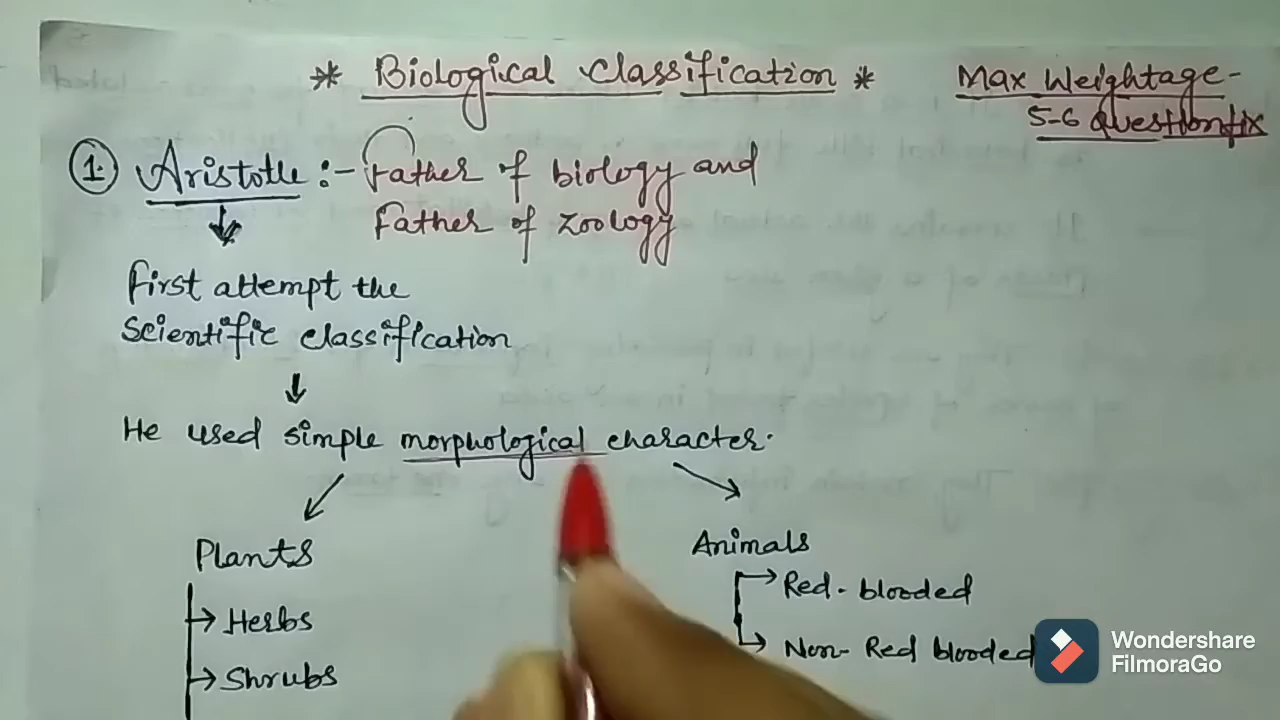 * Biological Classification *
Max Weightage-
5-6 Question fix
1. Aristotle :- Father of biology and
Father of Zoology
First attempt the
Scientific classification
He used simple morphological character.
Plants
Animals
Red-blooded
Herbs
Non-Red blooded
Shrubs
Wondershare
FilmoraGo